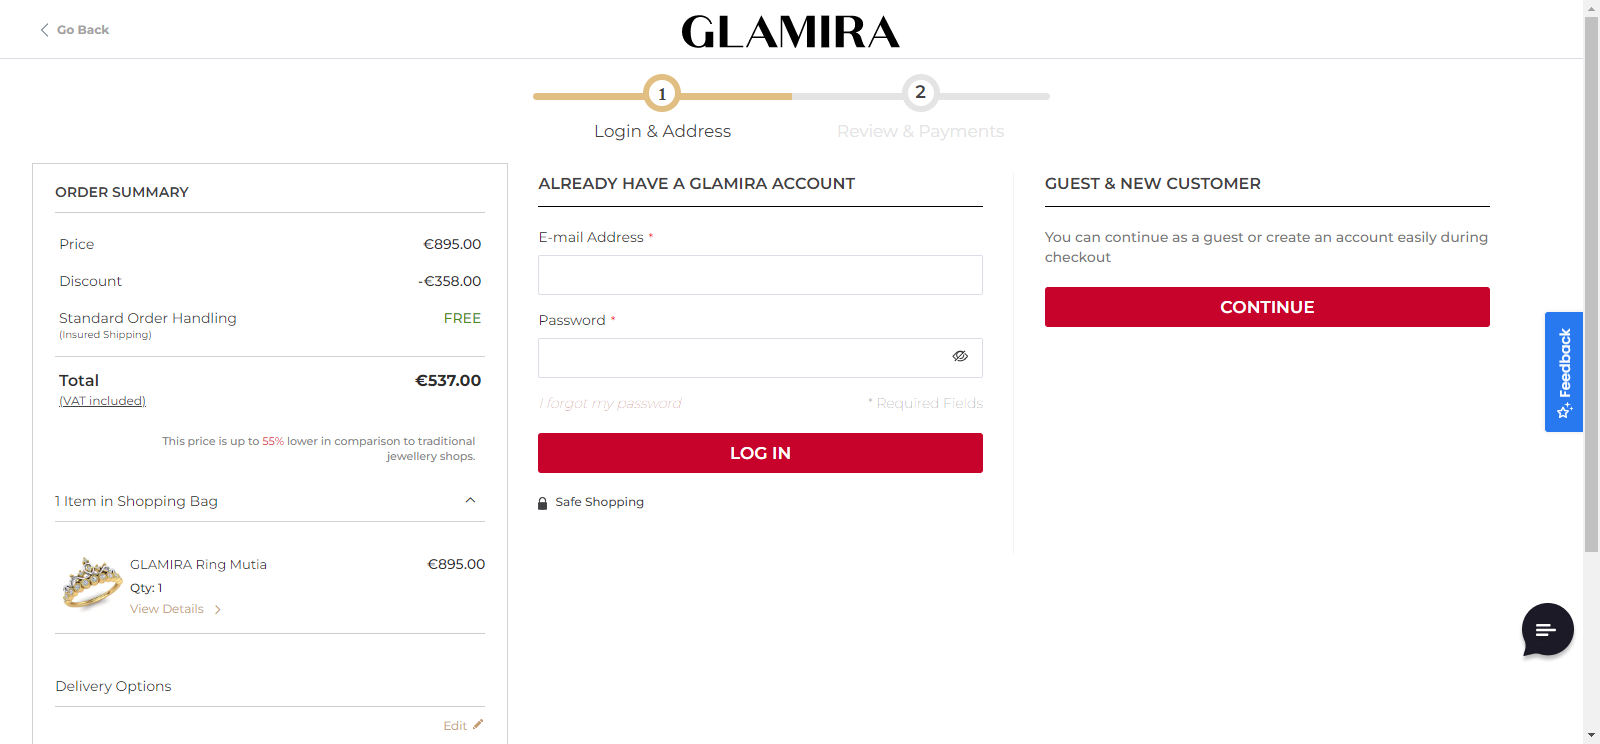 Go Back
GLAMIRA
1
2
Login & Address
Review & Payments
ORDER SUMMARY
Price
€895.00
Discount
-€358.00
Standard Order Handling
FREE
(Insured Shipping)
Total
€537.00
(VAT included)
This price is up to 55% lower in comparison to traditional
jewellery shops.
1 Item in Shopping Bag
GLAMIRA Ring Mutia
€895.00
Qty: 1
View Details
Delivery Options
Edit
ALREADY HAVE A GLAMIRA ACCOUNT
E-mail Address *
Password *
I forgot my password
* Required Fields
LOG IN
Safe Shopping
GUEST & NEW CUSTOMER
You can continue as a guest or create an account easily during
checkout
CONTINUE
Feedback